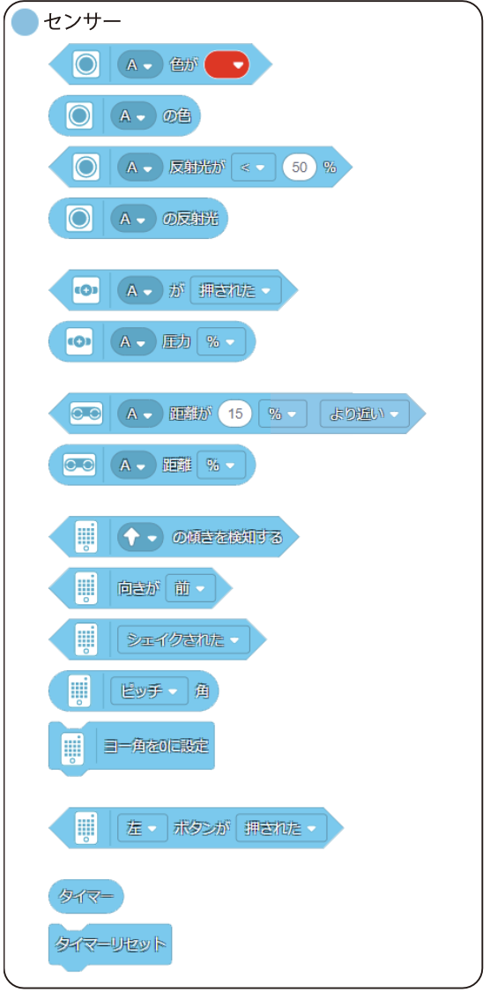 センサー
A 色が
A の色
A 反射光が < 50 %
A の反射光
A が 押された
A 圧力 %
A 距離が 15 % より近い
A 距離 %
の傾きを検知する
向きが 前
シェイクされた
ピッチ 角
ヨー角を0に設定
左 ボタンが 押された
タイマー
タイマーリセット